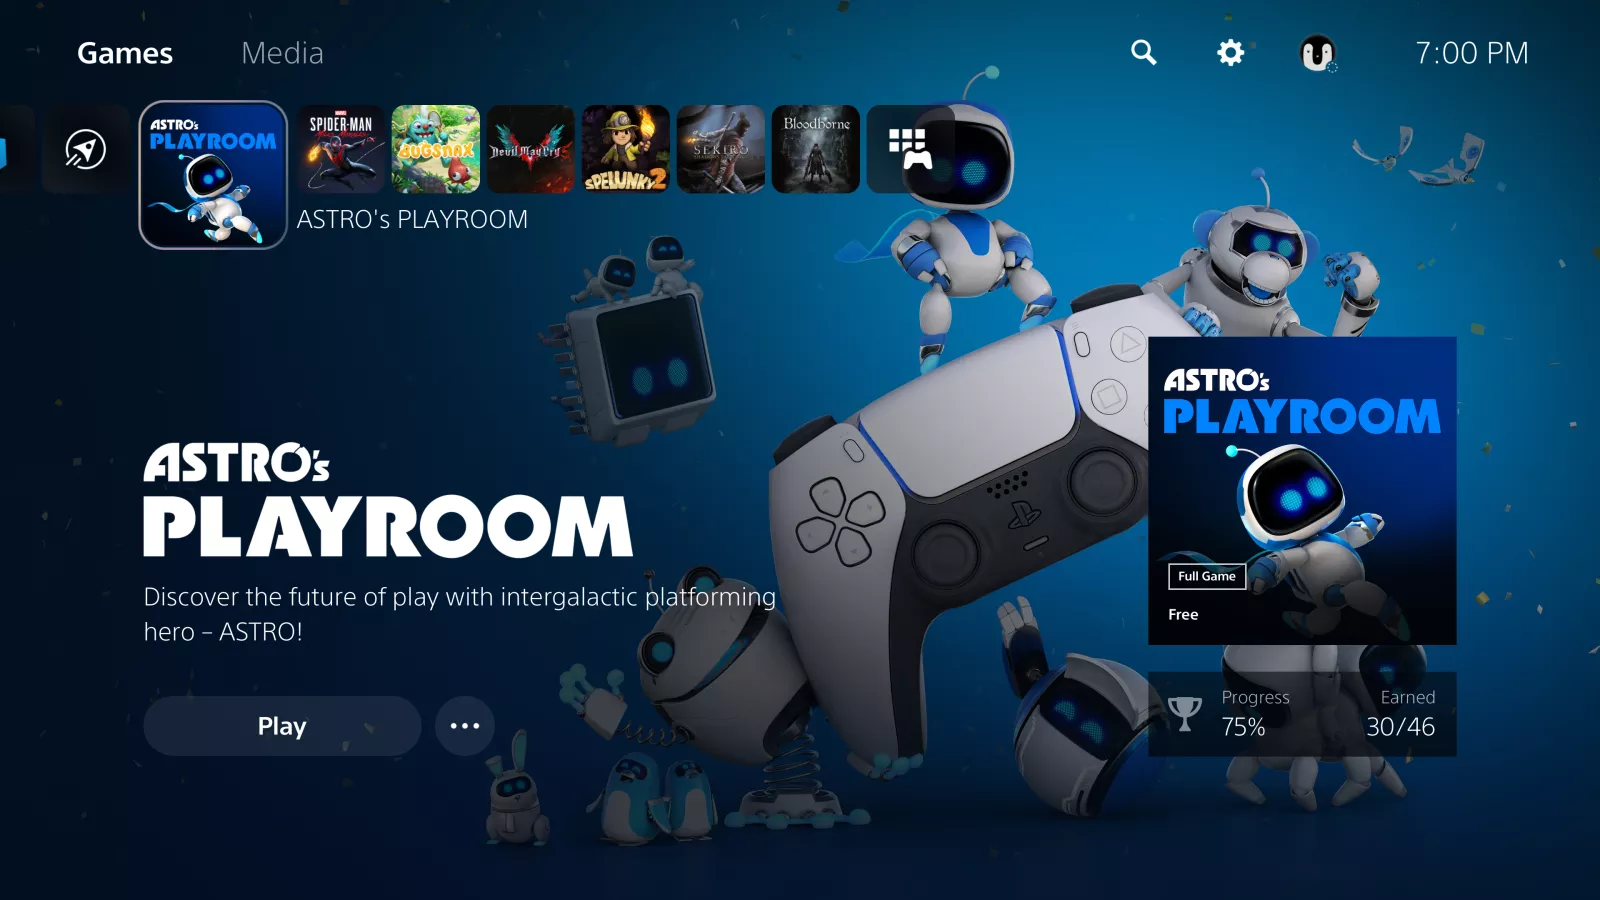 Games
Media
7:00 PM
ASTRO's
PLAYROOM
SPIDER-MAN
BUGSNAX
Devil May Cry 5
SPELUNKY 2
SEKIRO
Bloodborne
ASTRO's PLAYROOM
ASTRO's
PLAYROOM
Discover the future of play with intergalactic platforming
hero – ASTRO!
Play
ASTRO's
PLAYROOM
Full Game
Free
Progress
Earned
75%
30/46